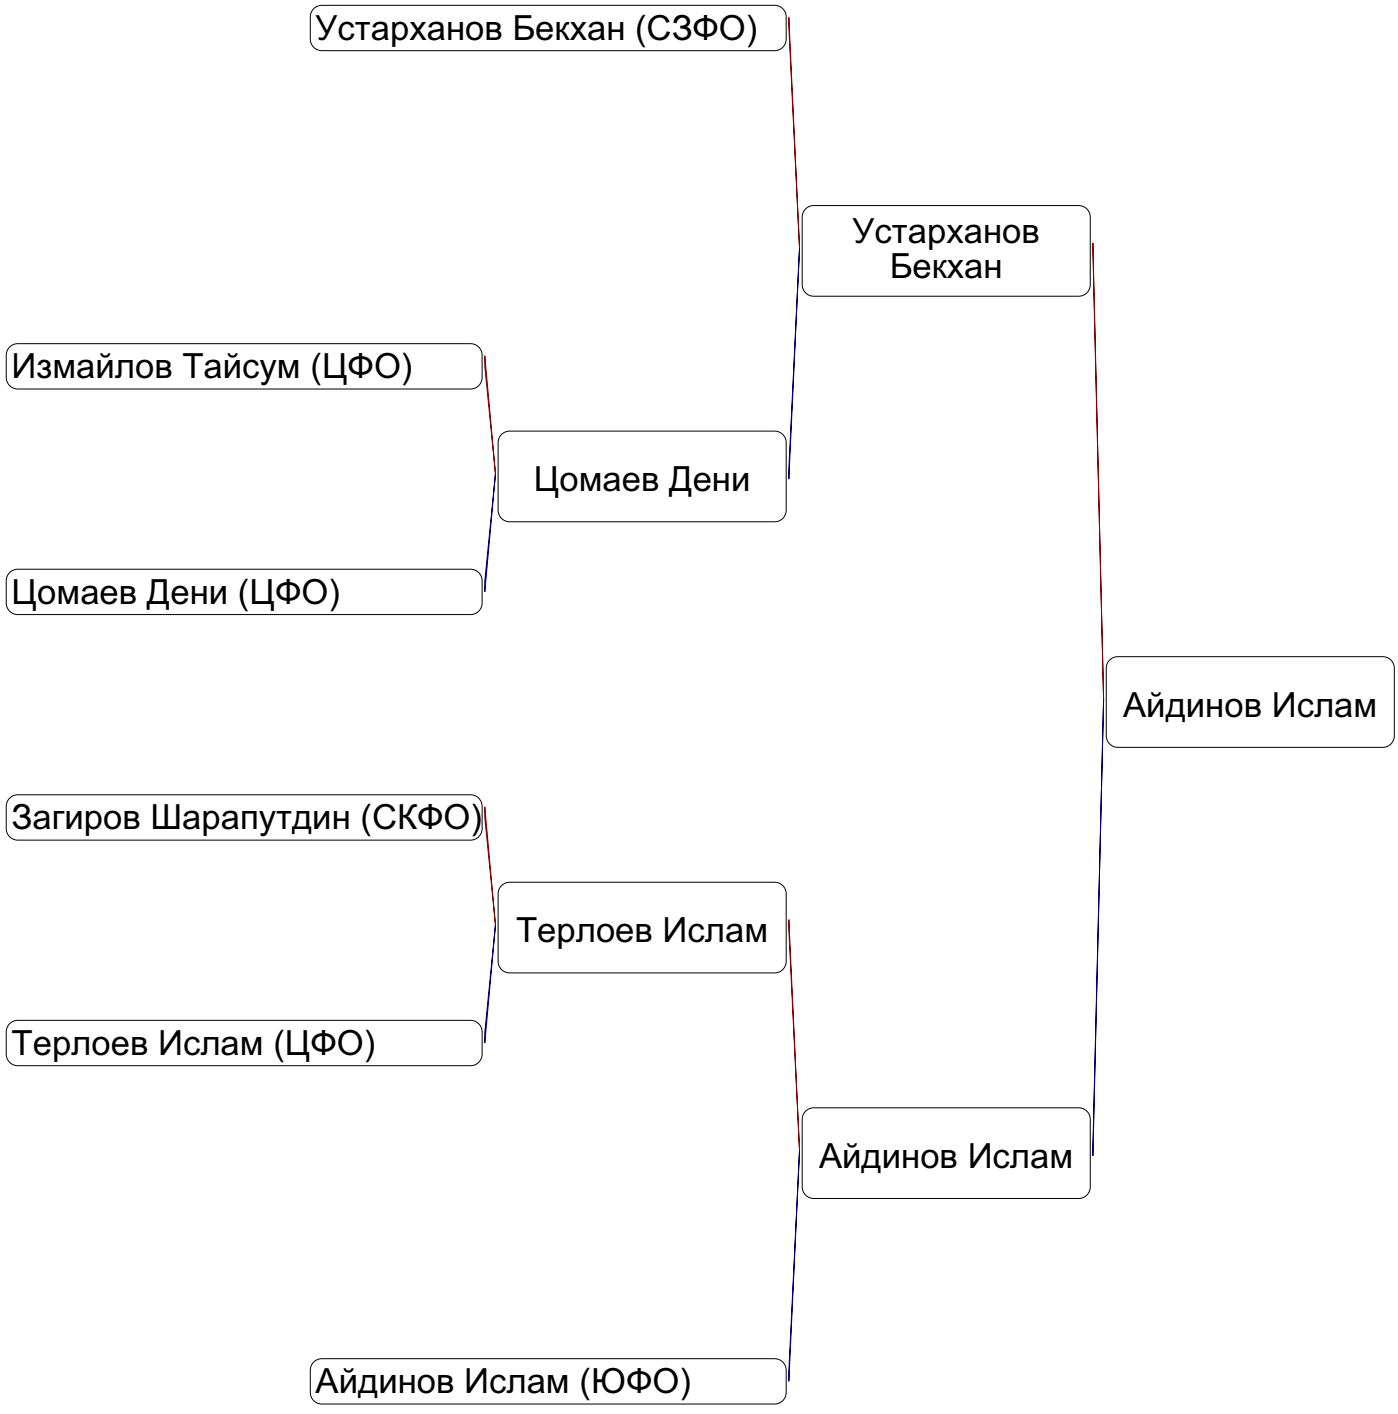 Устарханов Бекхан (СЗФО)
Устарханов
Бекхан
Измайлов Тайсум (ЦФО)
Цомаев Дени
Цомаев Дени (ЦФО)
Айдинов Ислам
Загиров Шарапутдин (СКФО)
Терлоев Ислам
Терлоев Ислам (ЦФО)
Айдинов Ислам
Айдинов Ислам (ЮФО)